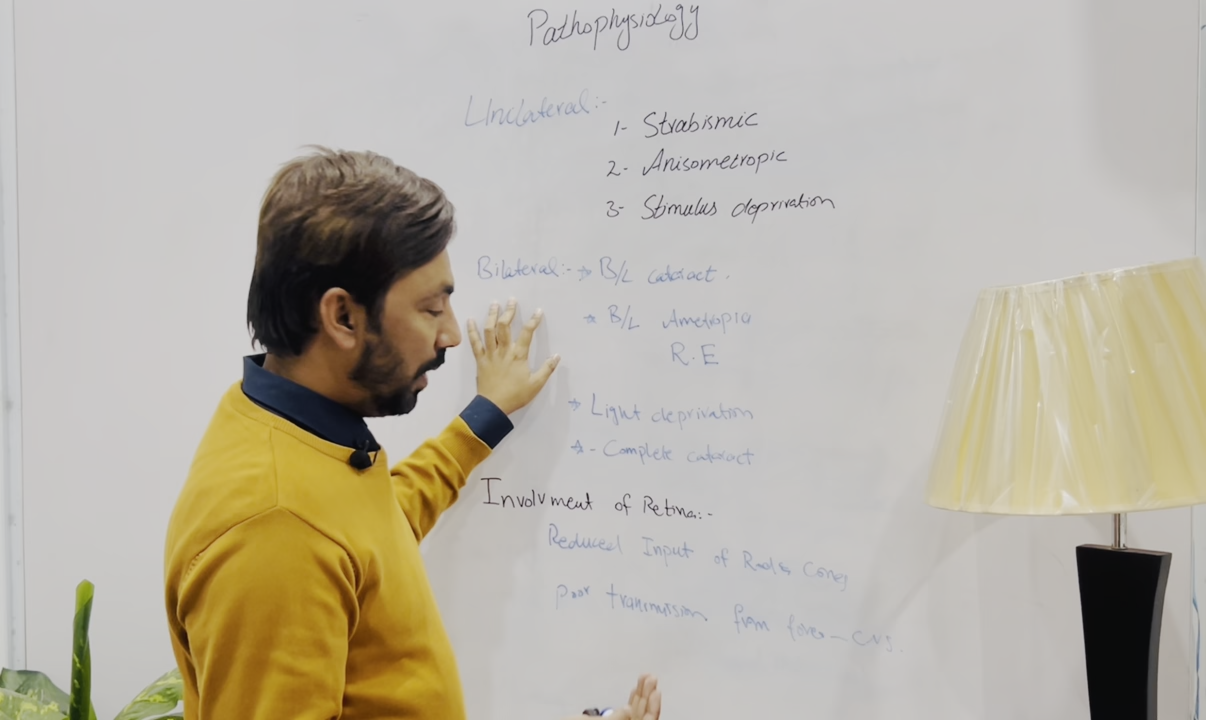 Pathophysiology
Unilateral:-
1- Strabismic
2- Anisometropic
3- Stimulus deprivation
Bilateral:- → B/L cataract.
* B/L Ametropia
R.E
* Light deprivation
* - Complete cataract
Involvment of Retina:-
Reduced Input of Rods Cones
poor transmission from fovea - CNS.